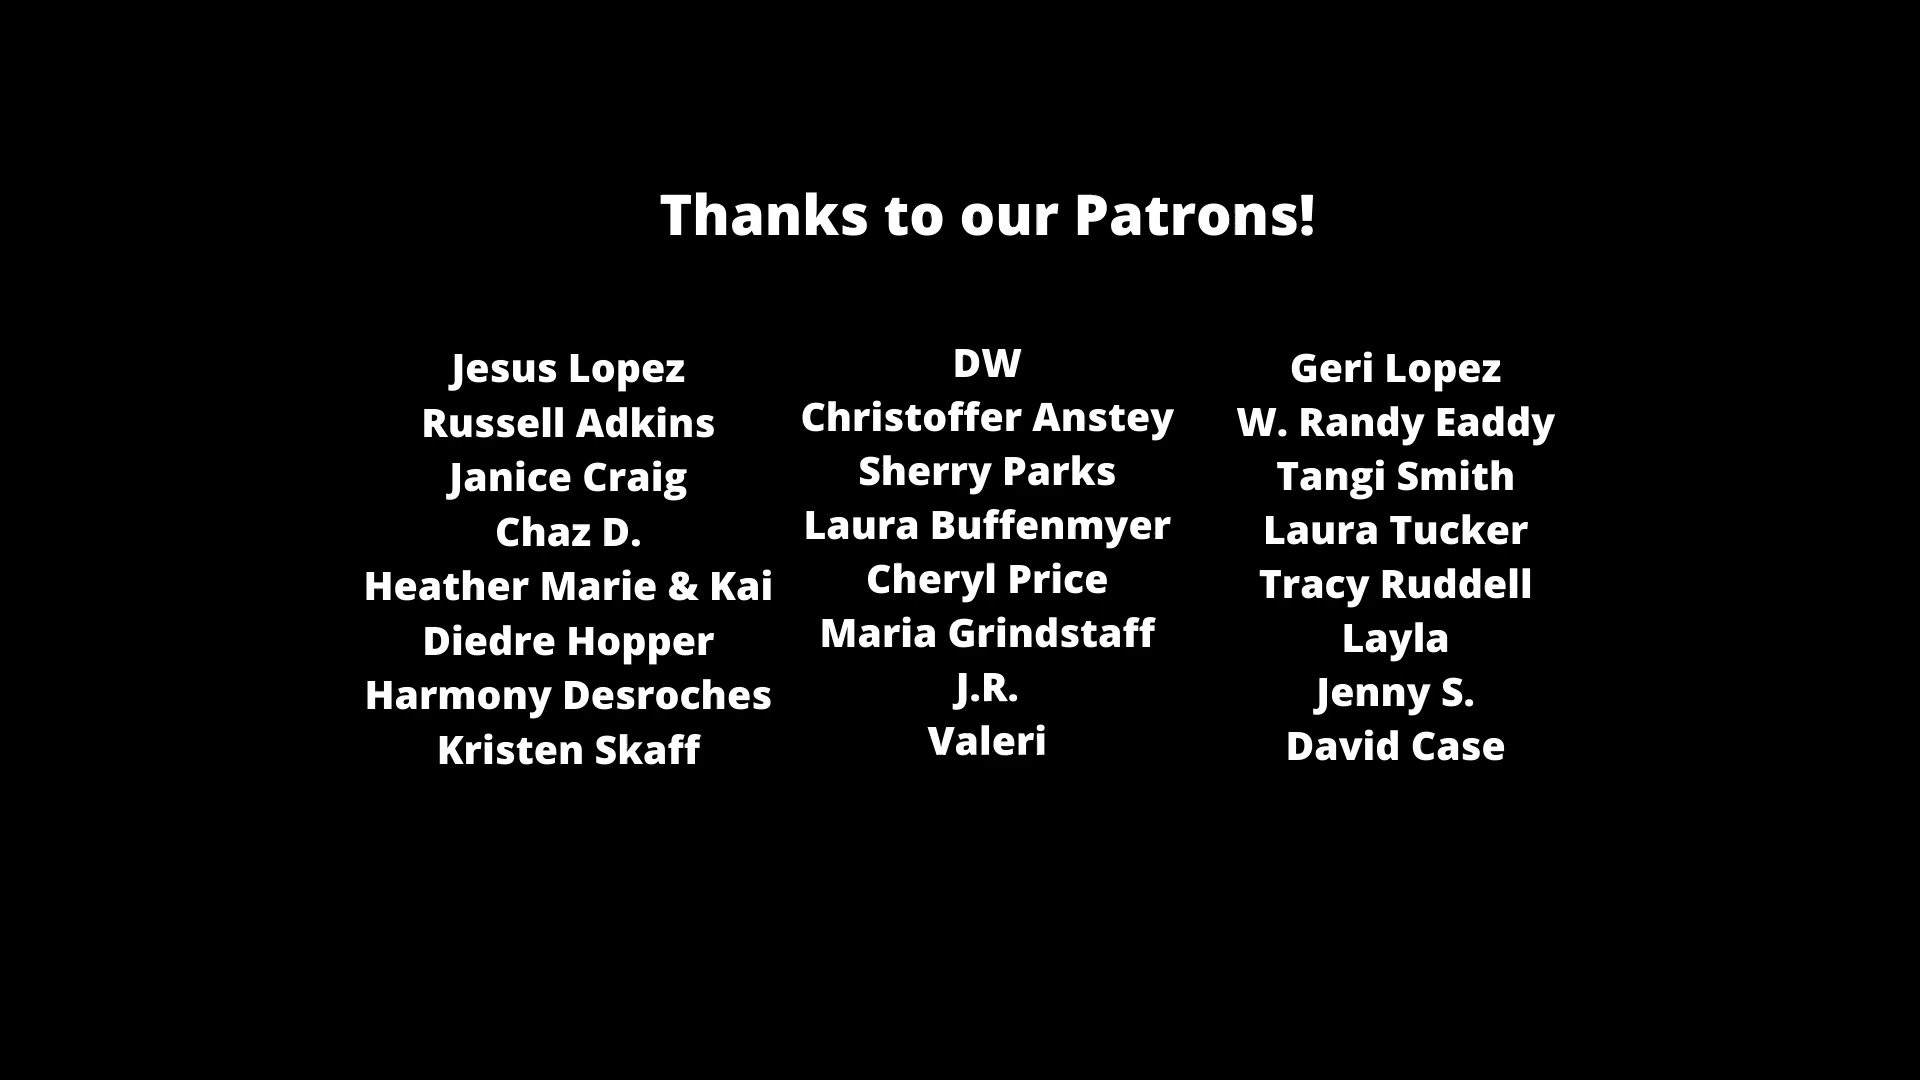 Thanks to our Patrons!
Jesus Lopez
Russell Adkins
Janice Craig
Chaz D.
Heather Marie & Kai
Diedre Hopper
Harmony Desroches
Kristen Skaff
DW
Christoffer Anstey
Sherry Parks
Laura Buffenmyer
Cheryl Price
Maria Grindstaff
J.R.
Valeri
Geri Lopez
W. Randy Eaddy
Tangi Smith
Laura Tucker
Tracy Ruddell
Layla
Jenny S.
David Case